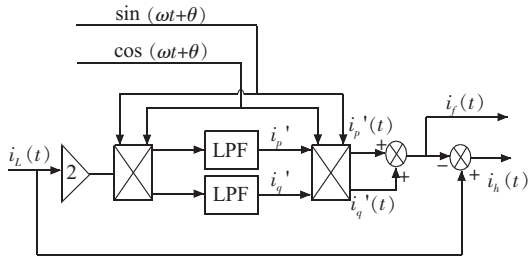 sin (ωt+θ)
cos (ωt+θ)
i_f(t)
i_L(t)
2
LPF
i_p'
i_p'(t)
+
+
−
+
i_h(t)
LPF
i_q'
i_q'(t)